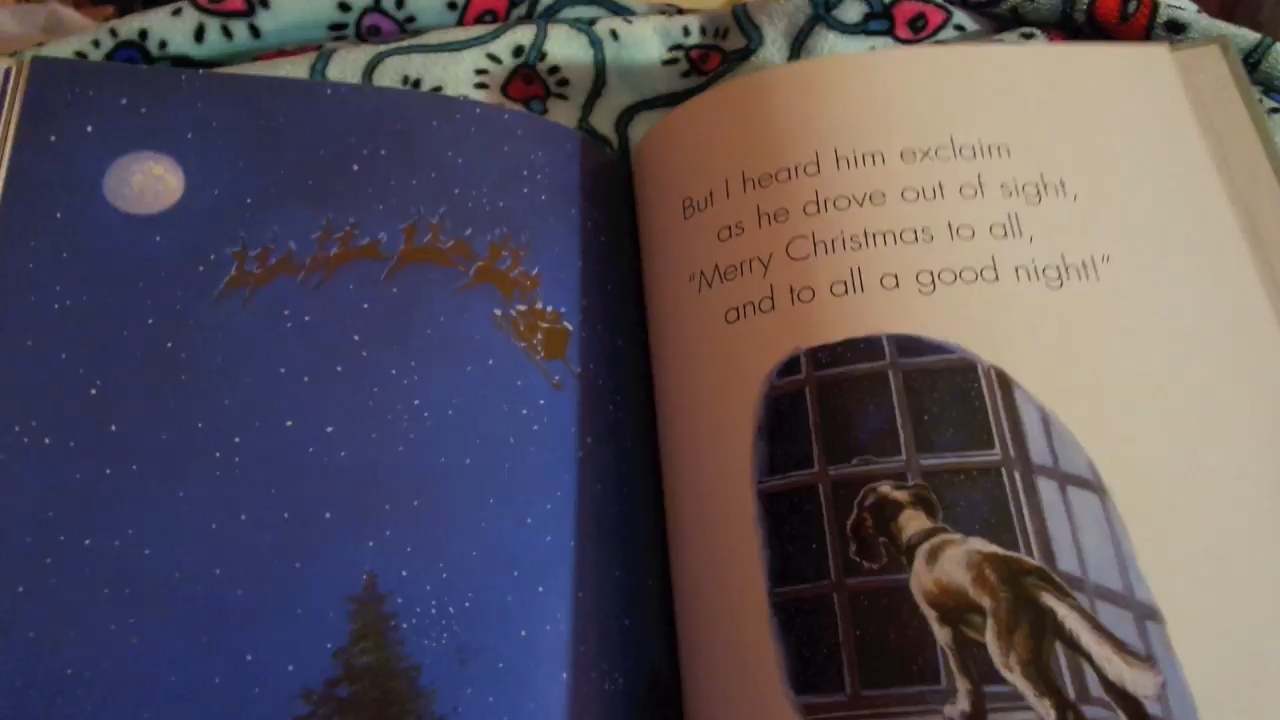 But I heard him exclaim
as he drove out of sight,
"Merry Christmas to all,
and to all a good night!"